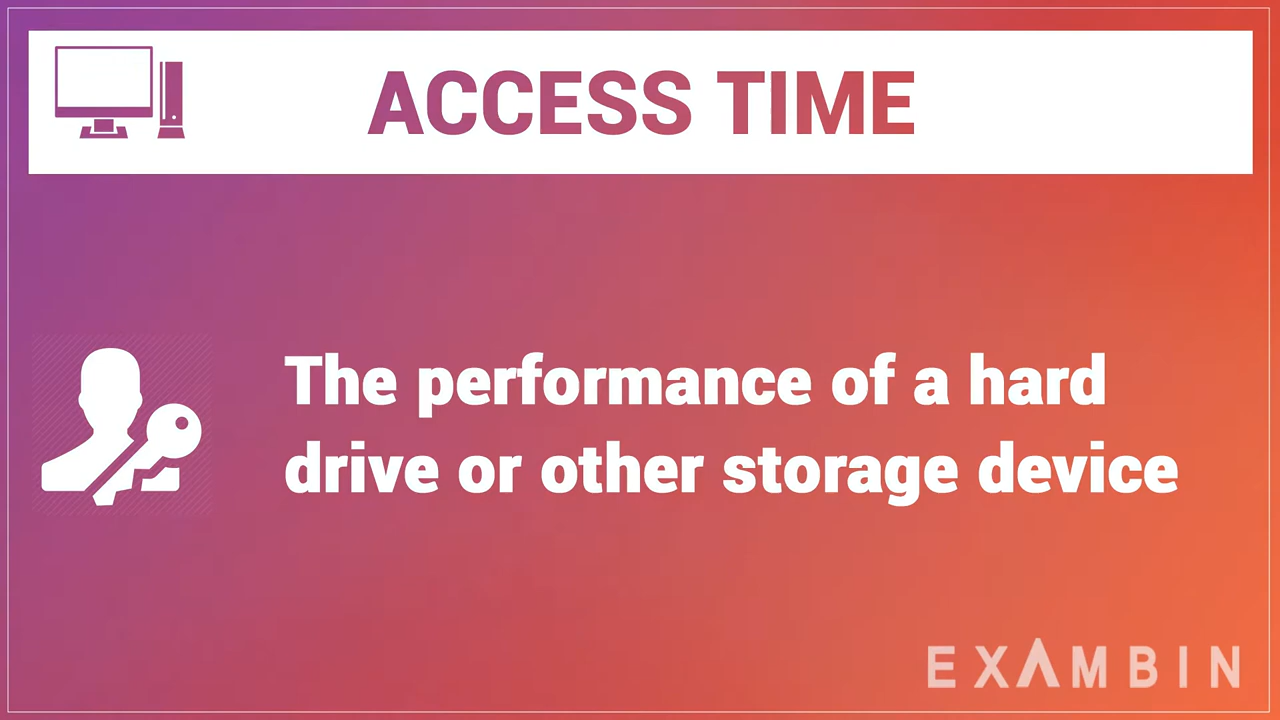 ACCESS TIME
The performance of a hard
drive or other storage device
EXAMBIN